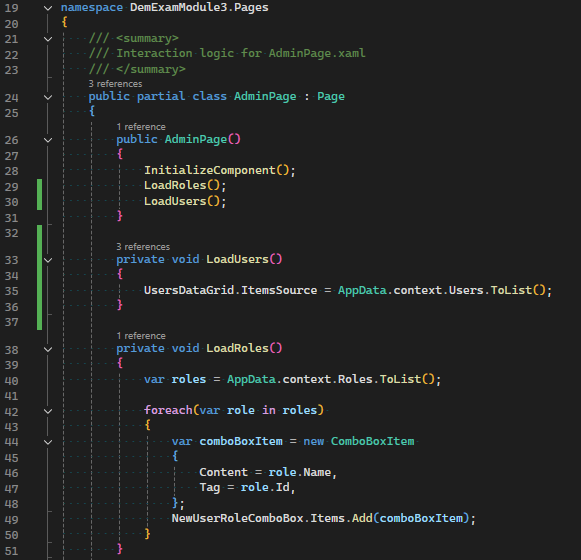 19 namespace DemExamModule3.Pages
20 {
21 /// <summary>
22 /// Interaction logic for AdminPage.xaml
23 /// </summary>
3 references
24 public partial class AdminPage : Page
25 {
1 reference
26 public AdminPage()
27 {
28 InitializeComponent();
29 LoadRoles();
30 LoadUsers();
31 }
32
3 references
33 private void LoadUsers()
34 {
35 UsersDataGrid.ItemsSource = AppData.context.Users.ToList();
36 }
37
1 reference
38 private void LoadRoles()
39 {
40 var roles = AppData.context.Roles.ToList();
41
42 foreach(var role in roles)
43 {
44 var comboBoxItem = new ComboBoxItem
45 {
46 Content = role.Name,
47 Tag = role.Id,
48 };
49 NewUserRoleComboBox.Items.Add(comboBoxItem);
50 }
51 }